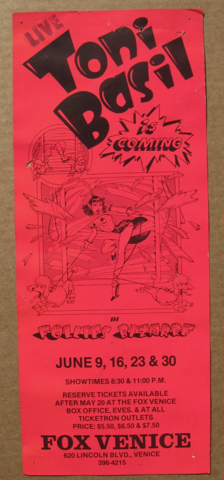 LIVE
Toni
Basil
is
COMING
in
FOLLIES BIZARRE
JUNE 9, 16, 23 & 30
SHOWTIMES 8:30 & 11:00 P.M.
RESERVE TICKETS AVAILABLE
AFTER MAY 20 AT THE FOX VENICE
BOX OFFICE, EVES. & AT ALL
TICKETRON OUTLETS
PRICE: $5.50, $6.50 & $7.50
FOX VENICE
620 LINCOLN BLVD., VENICE
396-4215